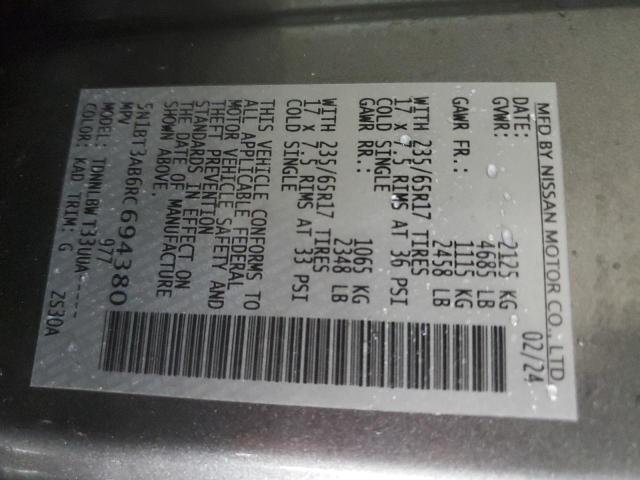 MFD BY NISSAN MOTOR CO., LTD
DATE: 02/24
GVWR: 2125 KG
4685 LB
GAWR FR.: 1115 KG
2458 LB
WITH 235/65R17 TIRES
17 X 7.5 RIMS AT 36 PSI
COLD SINGLE
GAWR RR.: 1065 KG
2348 LB
WITH 235/65R17 TIRES
17 X 7.5 RIMS AT 33 PSI
COLD SINGLE
THIS VEHICLE CONFORMS TO
ALL APPLICABLE FEDERAL
MOTOR VEHICLE SAFETY AND
THEFT PREVENTION
STANDARDS IN EFFECT ON
THE DATE OF MANUFACTURE
SHOWN ABOVE.
5N1BT3AB6RC694380
MPV 977
MODEL: TDNNLBWT33UUA-----
COLOR: KAD TRIM: G ZS30A